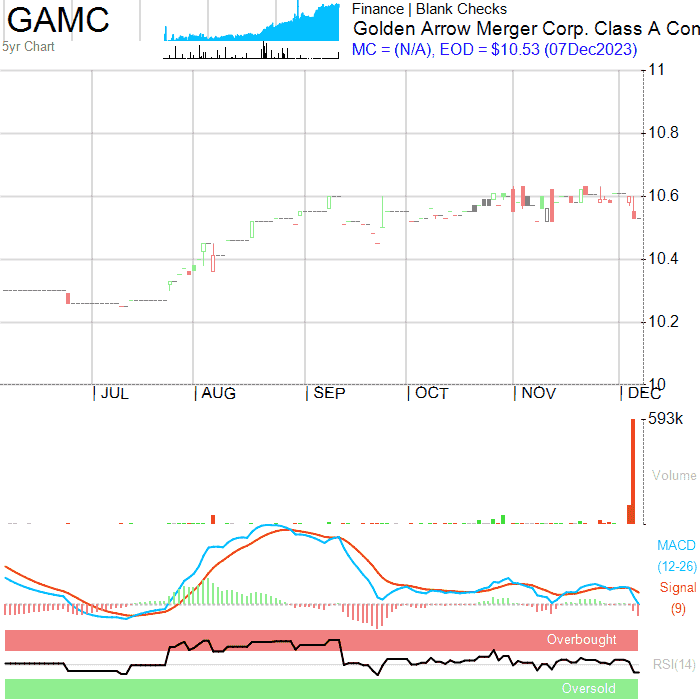 GAMC
5yr Chart
Finance | Blank Checks
Golden Arrow Merger Corp. Class A Con
MC = (N/A), EOD = $10.53 (07Dec2023)
11
10.8
10.6
10.4
10.2
10
JUL AUG SEP OCT NOV DEC
593k
Volume
MACD
(12-26)
Signal
(9)
Overbought
RSI(14)
Oversold